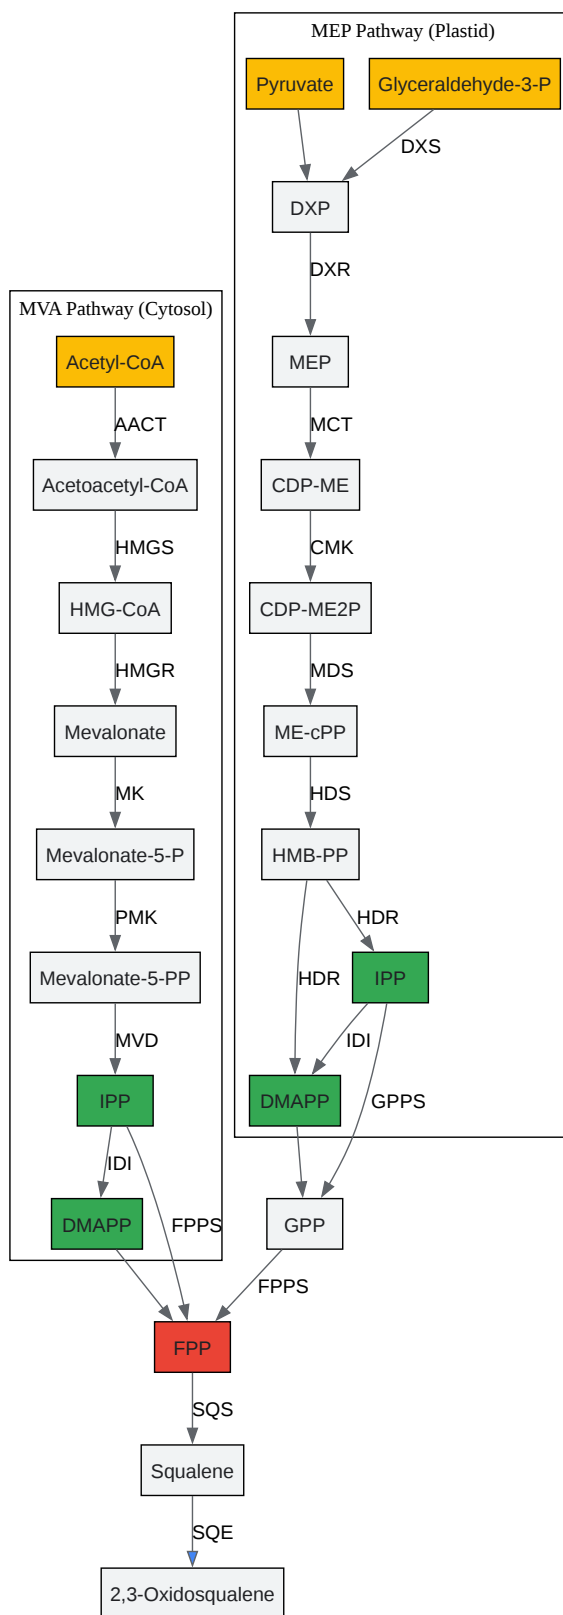 MEP Pathway (Plastid)
Pyruvate
Glyceraldehyde-3-P
DXS
DXP
DXR
MEP
MCT
CDP-ME
CMK
CDP-ME2P
MDS
ME-cPP
HDS
HMB-PP
HDR
HDR
IPP
IDI
DMAPP
GPPS
MVA Pathway (Cytosol)
Acetyl-CoA
AACT
Acetoacetyl-CoA
HMGS
HMG-CoA
HMGR
Mevalonate
MK
Mevalonate-5-P
PMK
Mevalonate-5-PP
MVD
IPP
IDI
DMAPP
FPPS
GPP
FPPS
FPP
SQS
Squalene
SQE
2,3-Oxidosqualene